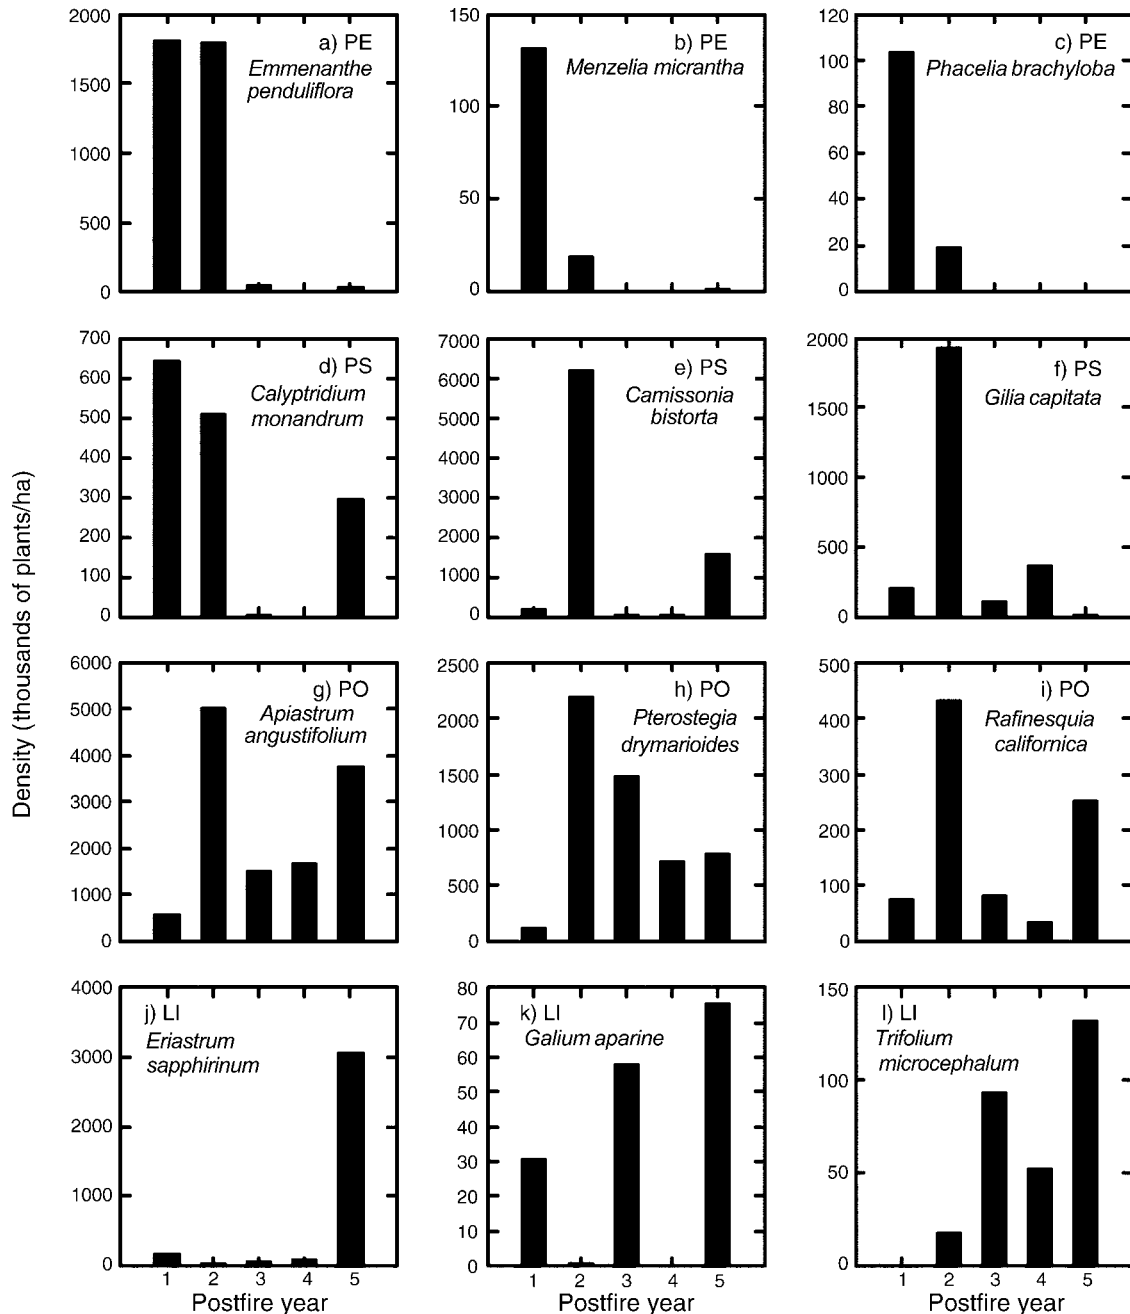 Density (thousands of plants/ha)
a) PE
Emmenanthe
penduliflora
2000
1500
1000
500
0
b) PE
Menzelia micrantha
150
100
50
0
c) PE
Phacelia brachyloba
120
100
80
60
40
20
0
d) PS
Calyptridium
monandrum
700
600
500
400
300
200
100
0
e) PS
Camissonia
bistorta
7000
6000
5000
4000
3000
2000
1000
0
f) PS
Gilia capitata
2000
1500
1000
500
0
g) PO
Apiastrum
angustifolium
6000
5000
4000
3000
2000
1000
0
h) PO
Pterostegia
drymarioides
2500
2000
1500
1000
500
0
i) PO
Rafinesquia
californica
500
400
300
200
100
0
j) LI
Eriastrum
sapphirinum
4000
3000
2000
1000
0
1 2 3 4 5
Postfire year
k) LI
Galium aparine
80
70
60
50
40
30
20
10
0
1 2 3 4 5
Postfire year
l) LI
Trifolium
microcephalum
150
100
50
0
1 2 3 4 5
Postfire year